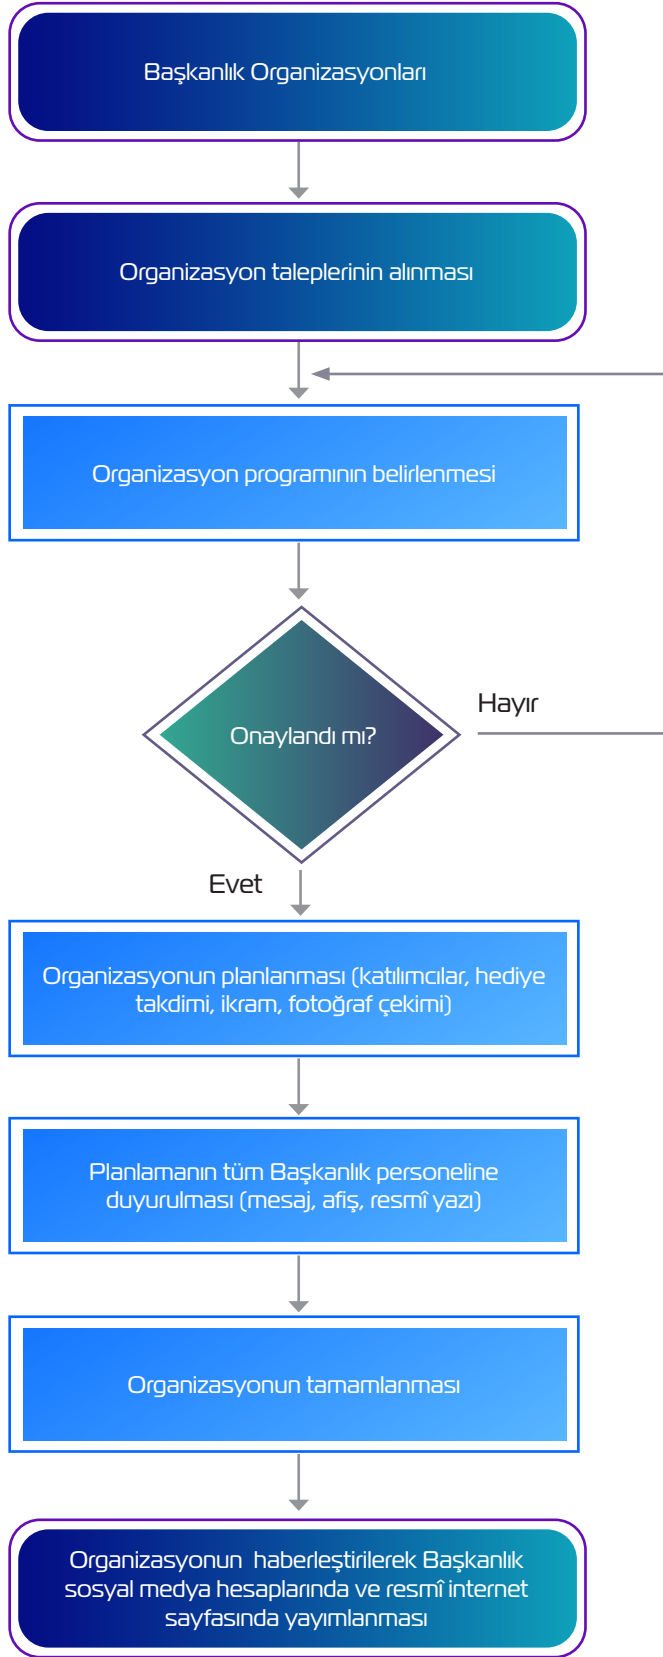 Başkanlık Organizasyonları
Organizasyon taleplerinin alınması
Organizasyon programının belirlenmesi
Onaylandı mı?
Hayır
Evet
Organizasyonun planlanması (katılımcılar, hediye
takdimi, ikram, fotoğraf çekimi)
Planlamanın tüm Başkanlık personeline
duyurulması (mesaj, afiş, resmî yazı)
Organizasyonun tamamlanması
Organizasyonun haberleştirilerek Başkanlık
sosyal medya hesaplarında ve resmî internet
sayfasında yayımlanması